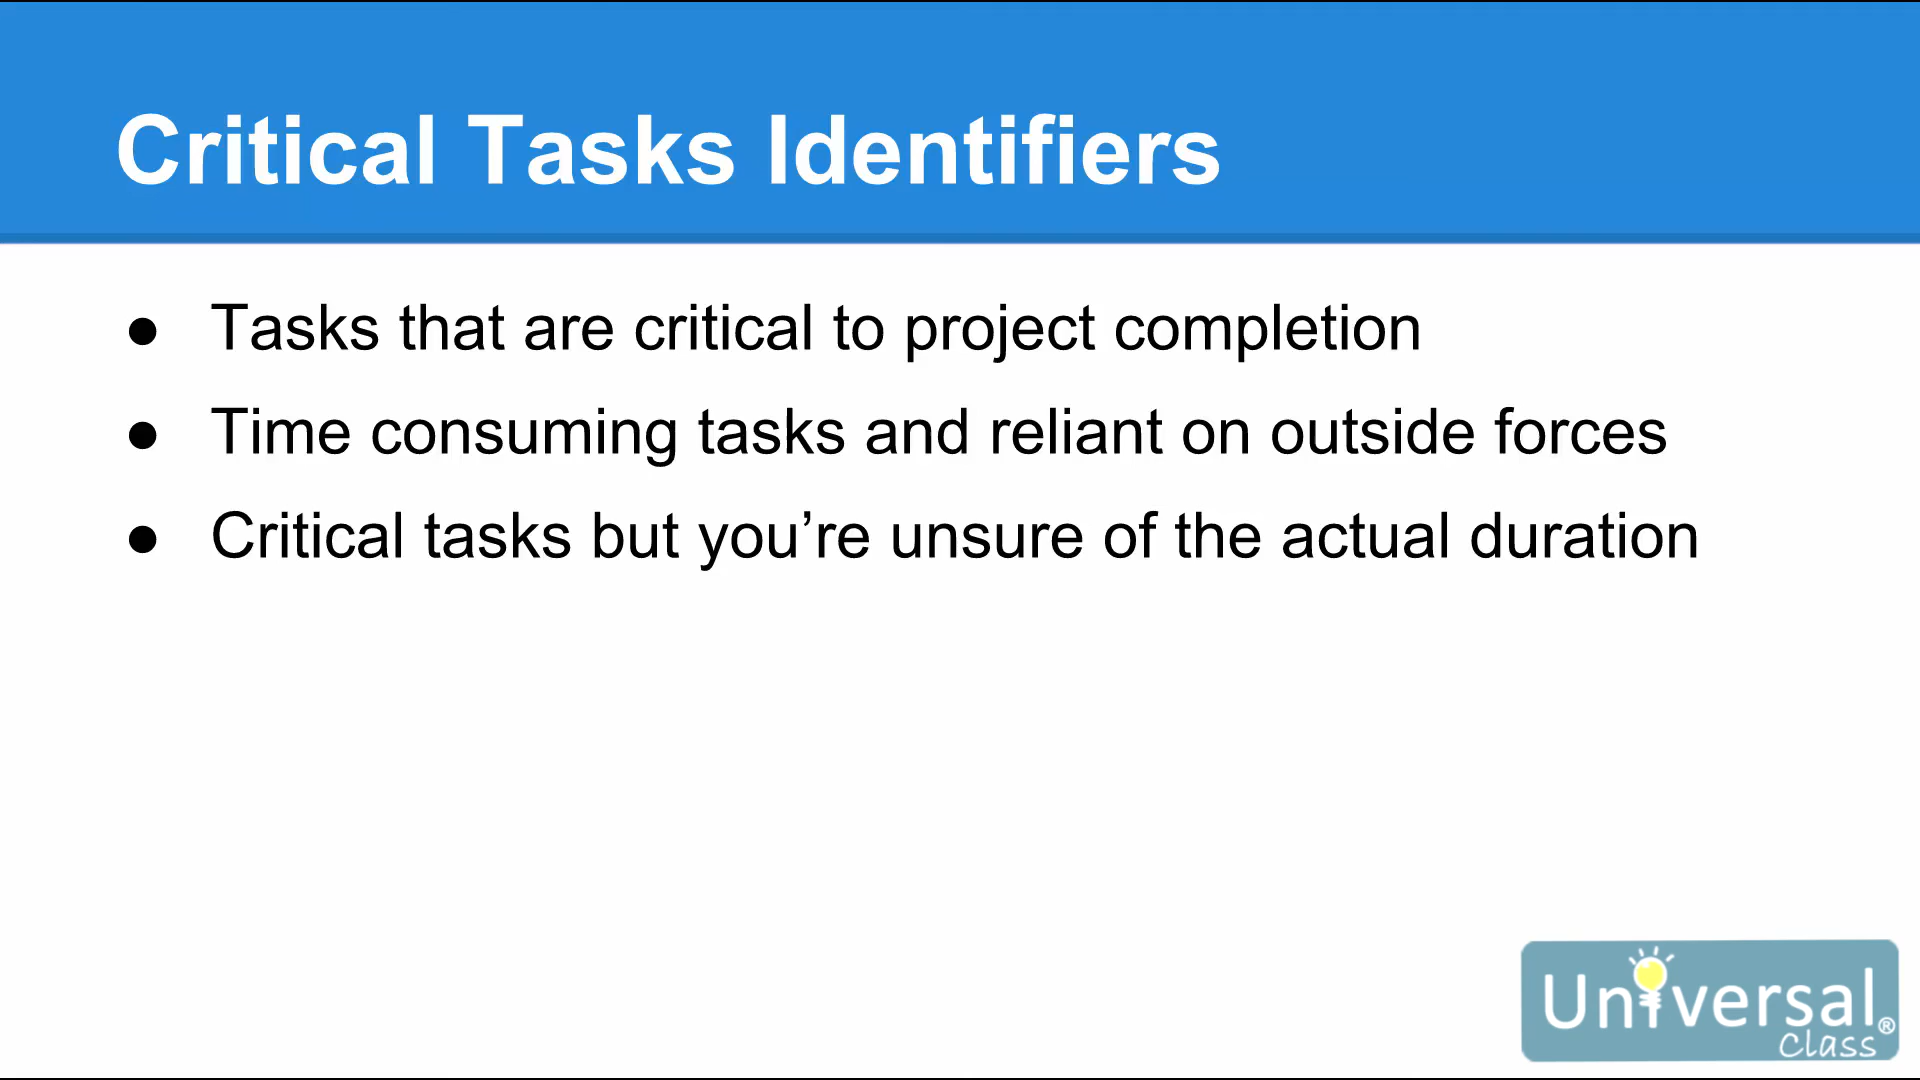 Critical Tasks Identifiers
● Tasks that are critical to project completion
● Time consuming tasks and reliant on outside forces
● Critical tasks but you’re unsure of the actual duration
Universal®
Class